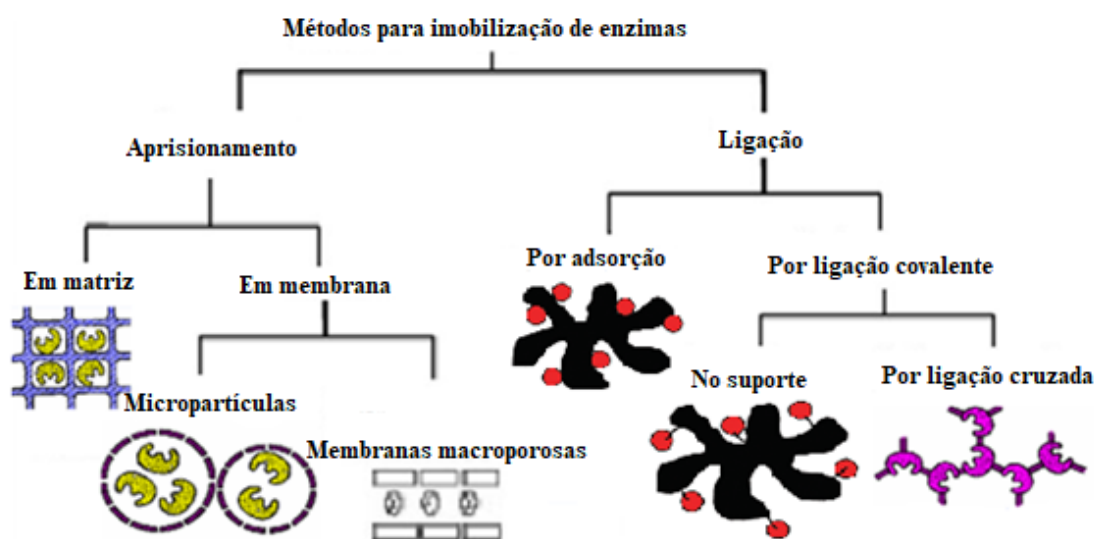 Métodos para imobilização de enzimas
Aprisionamento
Ligação
Em matriz
Em membrana
Por adsorção
Por ligação covalente
Micropartículas
Membranas macroporosas
No suporte
Por ligação cruzada